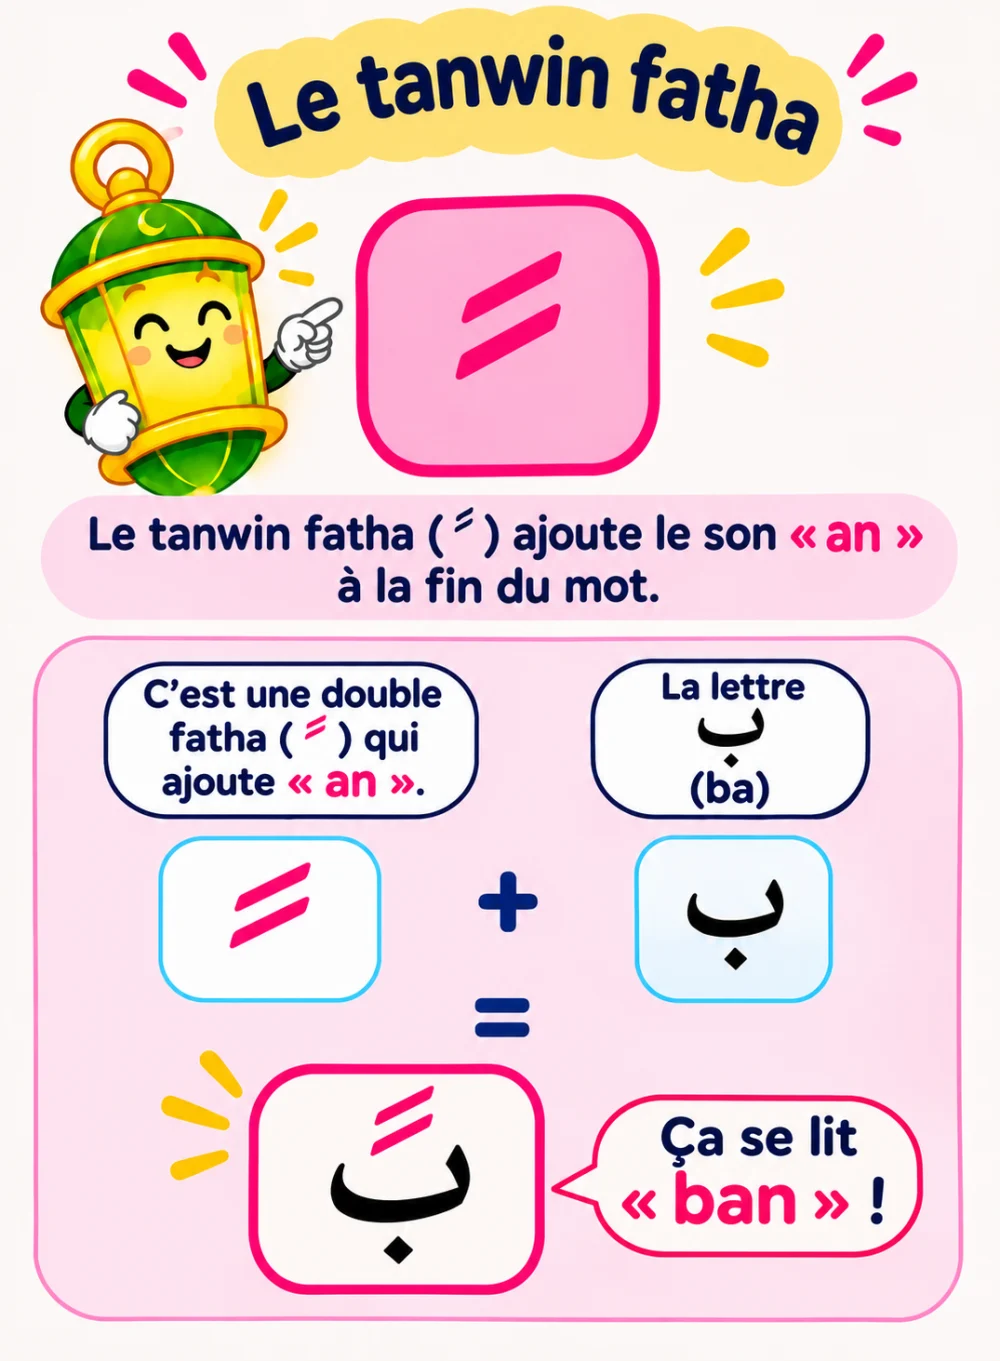 Le tanwin fatha
ً
Le tanwin fatha ( ً ) ajoute le son « an »
à la fin du mot.
C’est une double
fatha ( ً ) qui
ajoute « an ».
La lettre
ب
(ba)
ً + ب
=
بً
Ça se lit
« ban » !